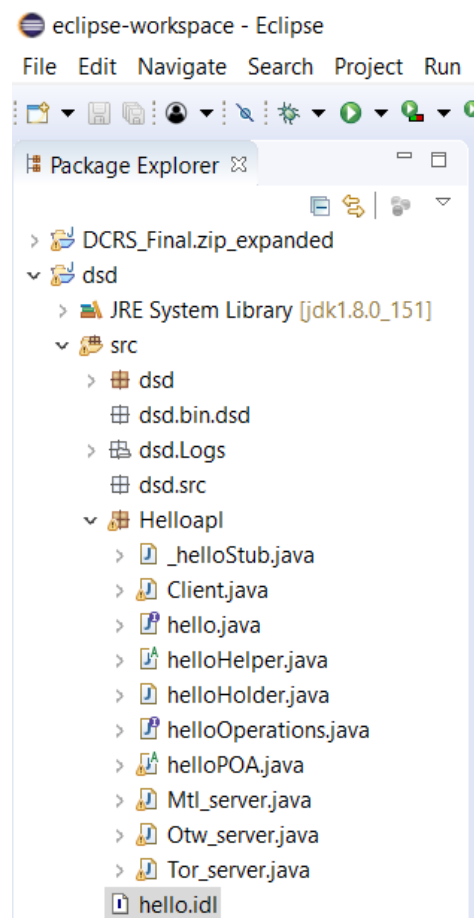 eclipse-workspace - Eclipse
File Edit Navigate Search Project Run
Package Explorer
DCRS_Final.zip_expanded
dsd
JRE System Library [jdk1.8.0_151]
src
dsd
dsd.bin.dsd
dsd.Logs
dsd.src
Helloapl
_helloStub.java
Client.java
hello.java
helloHelper.java
helloHolder.java
helloOperations.java
helloPOA.java
Mtl_server.java
Otw_server.java
Tor_server.java
hello.idl